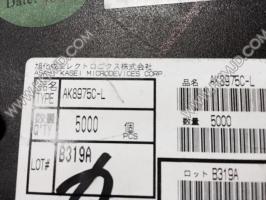 Date:
旭化成エレクトロニクス株式会社
ASAHI KASEI MICRODEVICES CORP.
品名
TYPE
AK8975C-L
数量
Q'TY
5000
個
PCS
LOT#
B319A
品名
AK8975C-L
数量
5000
ロット B319A